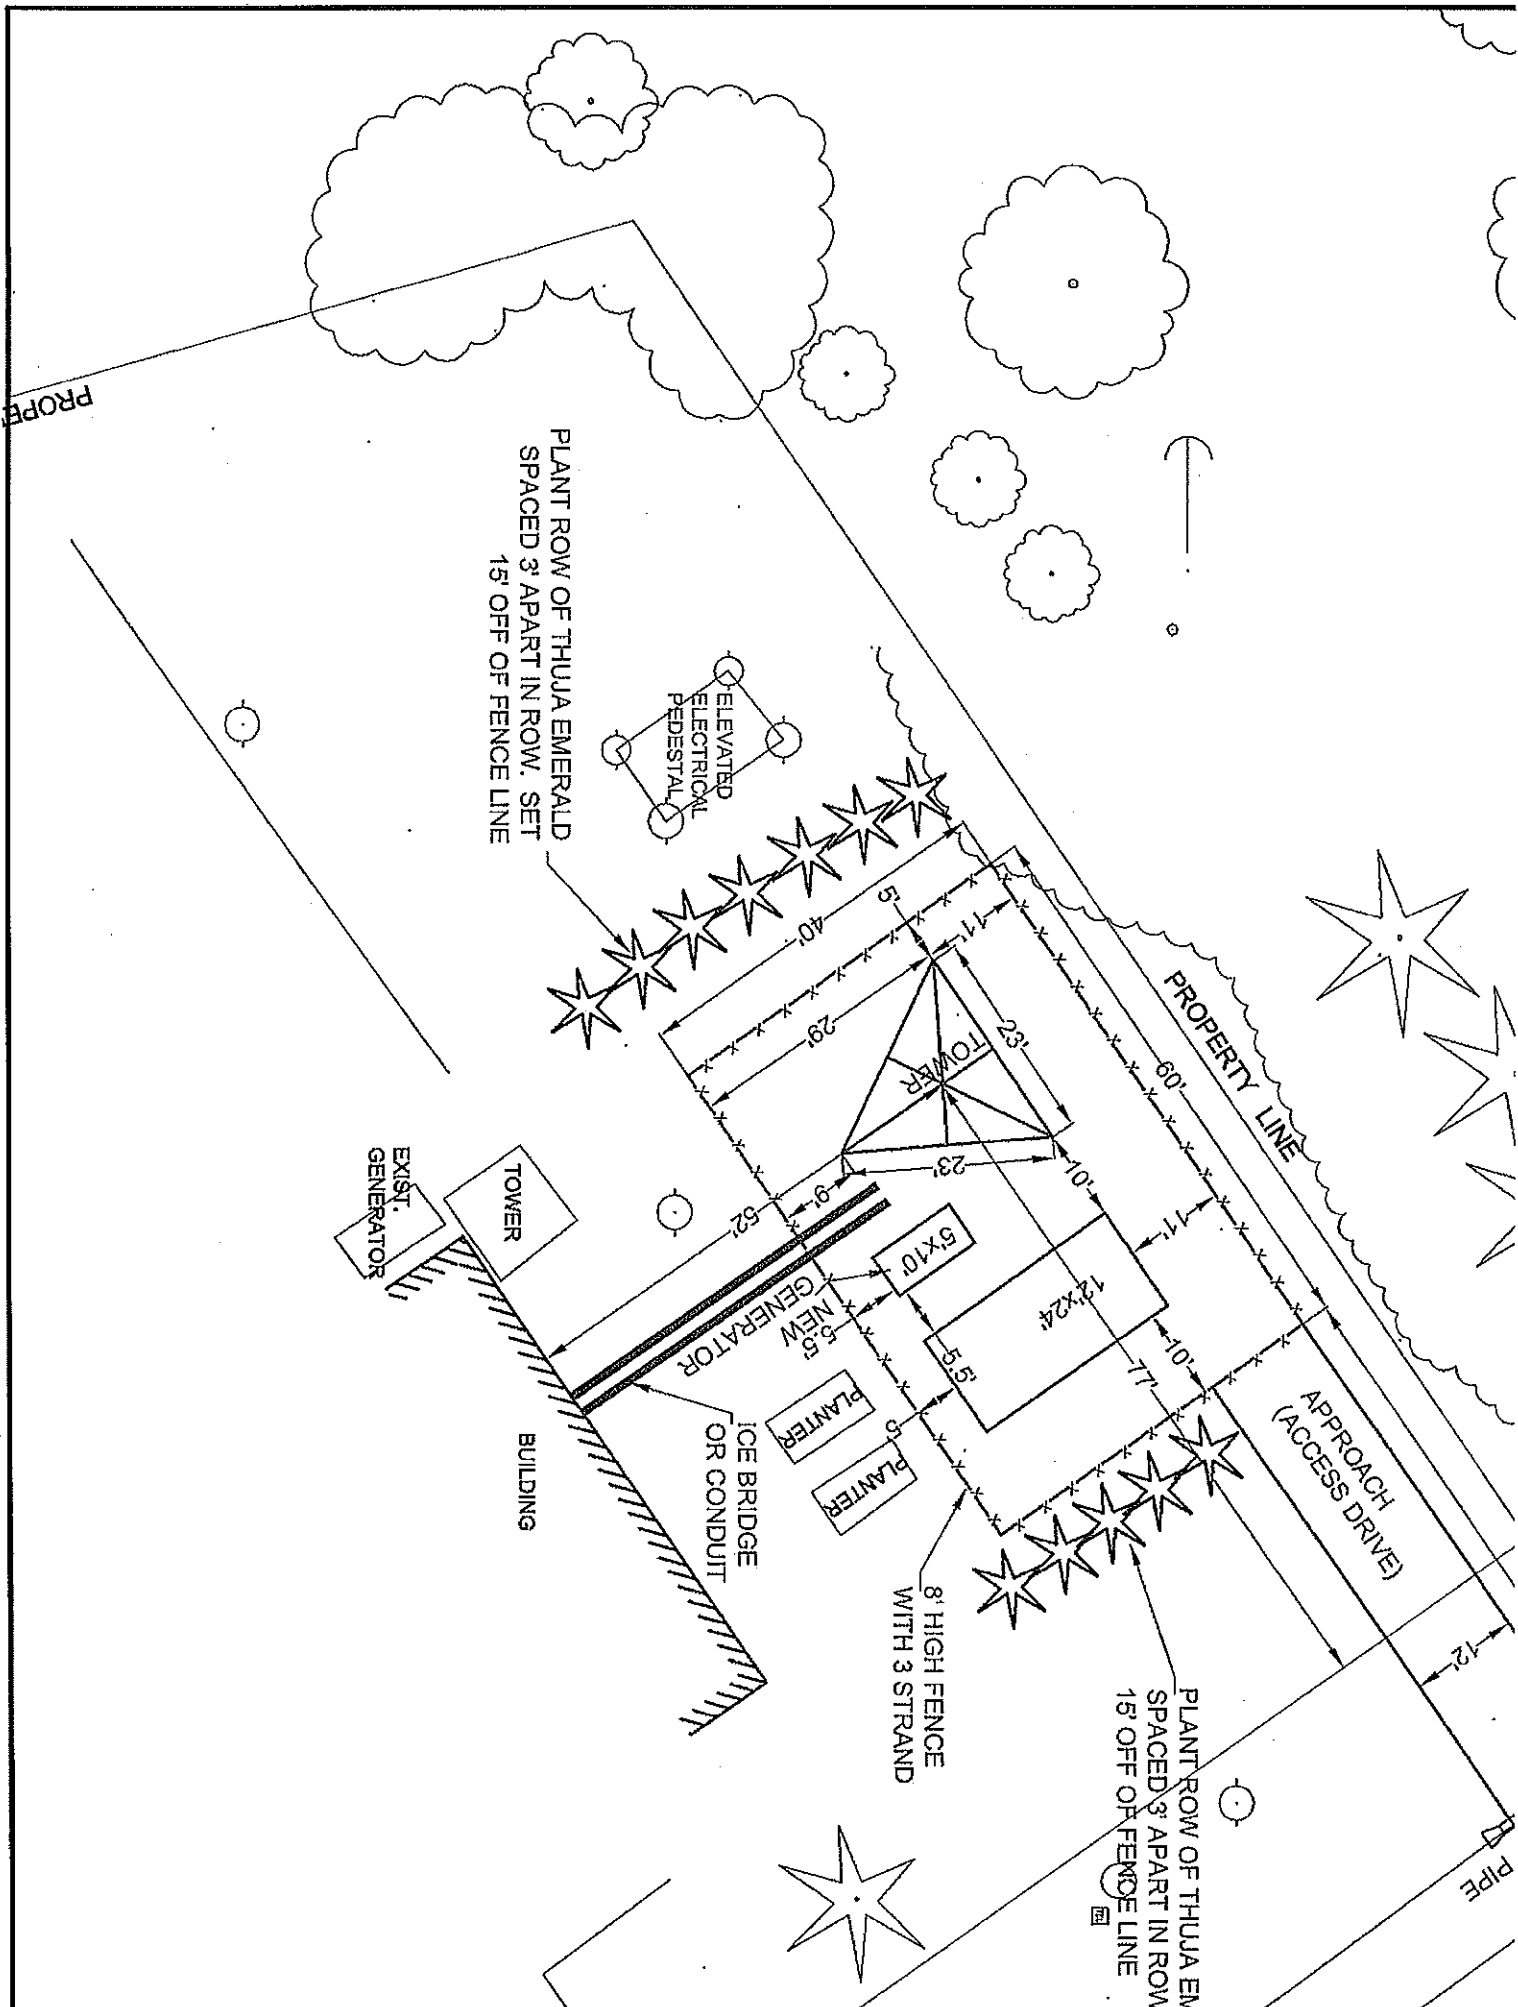 PROPE
PLANT ROW OF THUJA EMERALD
SPACED 3' APART IN ROW. SET
15' OFF OF FENCE LINE
ELEVATED
ELECTRICAL
PEDESTAL
40'
5'
11'
29'
TOWER
23'
23'
60'
PROPERTY LINE
10'
11'
9'
52'
5'x10'
12'x24'
NEW
GENERATOR
5.5'
5.5'
10'
77'
5'
PLANTER
PLANTER
TOWER
EXIST.
GENERATOR
BUILDING
ICE BRIDGE
OR CONDUIT
8' HIGH FENCE
WITH 3 STRAND
APPROACH
(ACCESS DRIVE)
12'
PLANT ROW OF THUJA EM
SPACED 3' APART IN ROW
15' OFF OF FENCE LINE
PIPE